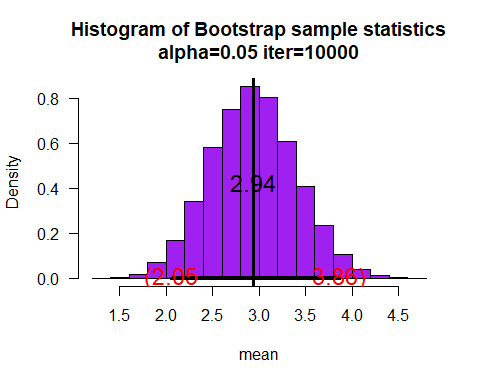 Histogram of Bootstrap sample statistics
alpha=0.05 iter=10000
Density
0.8
0.6
0.4
0.2
0.0
2.94
(2.05
3.86)
1.5 2.0 2.5 3.0 3.5 4.0 4.5
mean